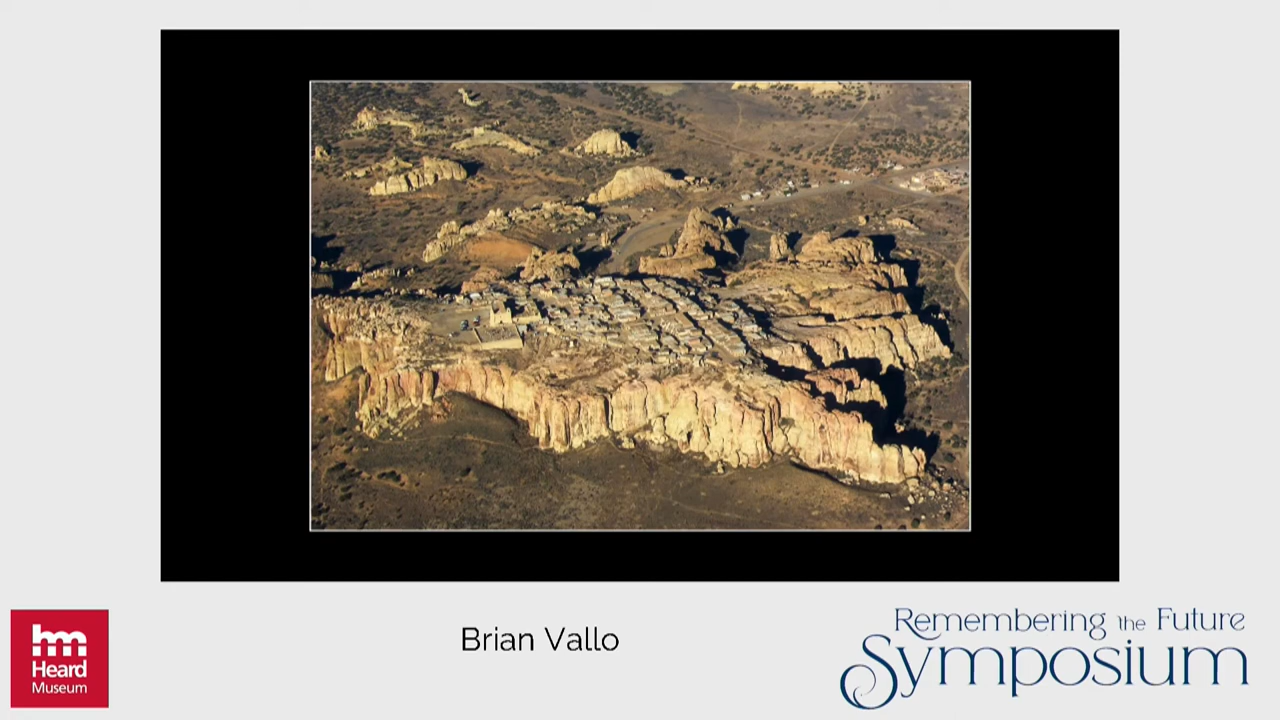 hm
Heard
Museum
Brian Vallo
Remembering the Future
Symposium